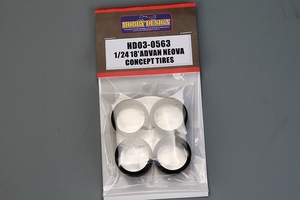 HOBBY DESIGN
HD03-0563
1/24 18'ADVAN NEOVA
CONCEPT TIRES